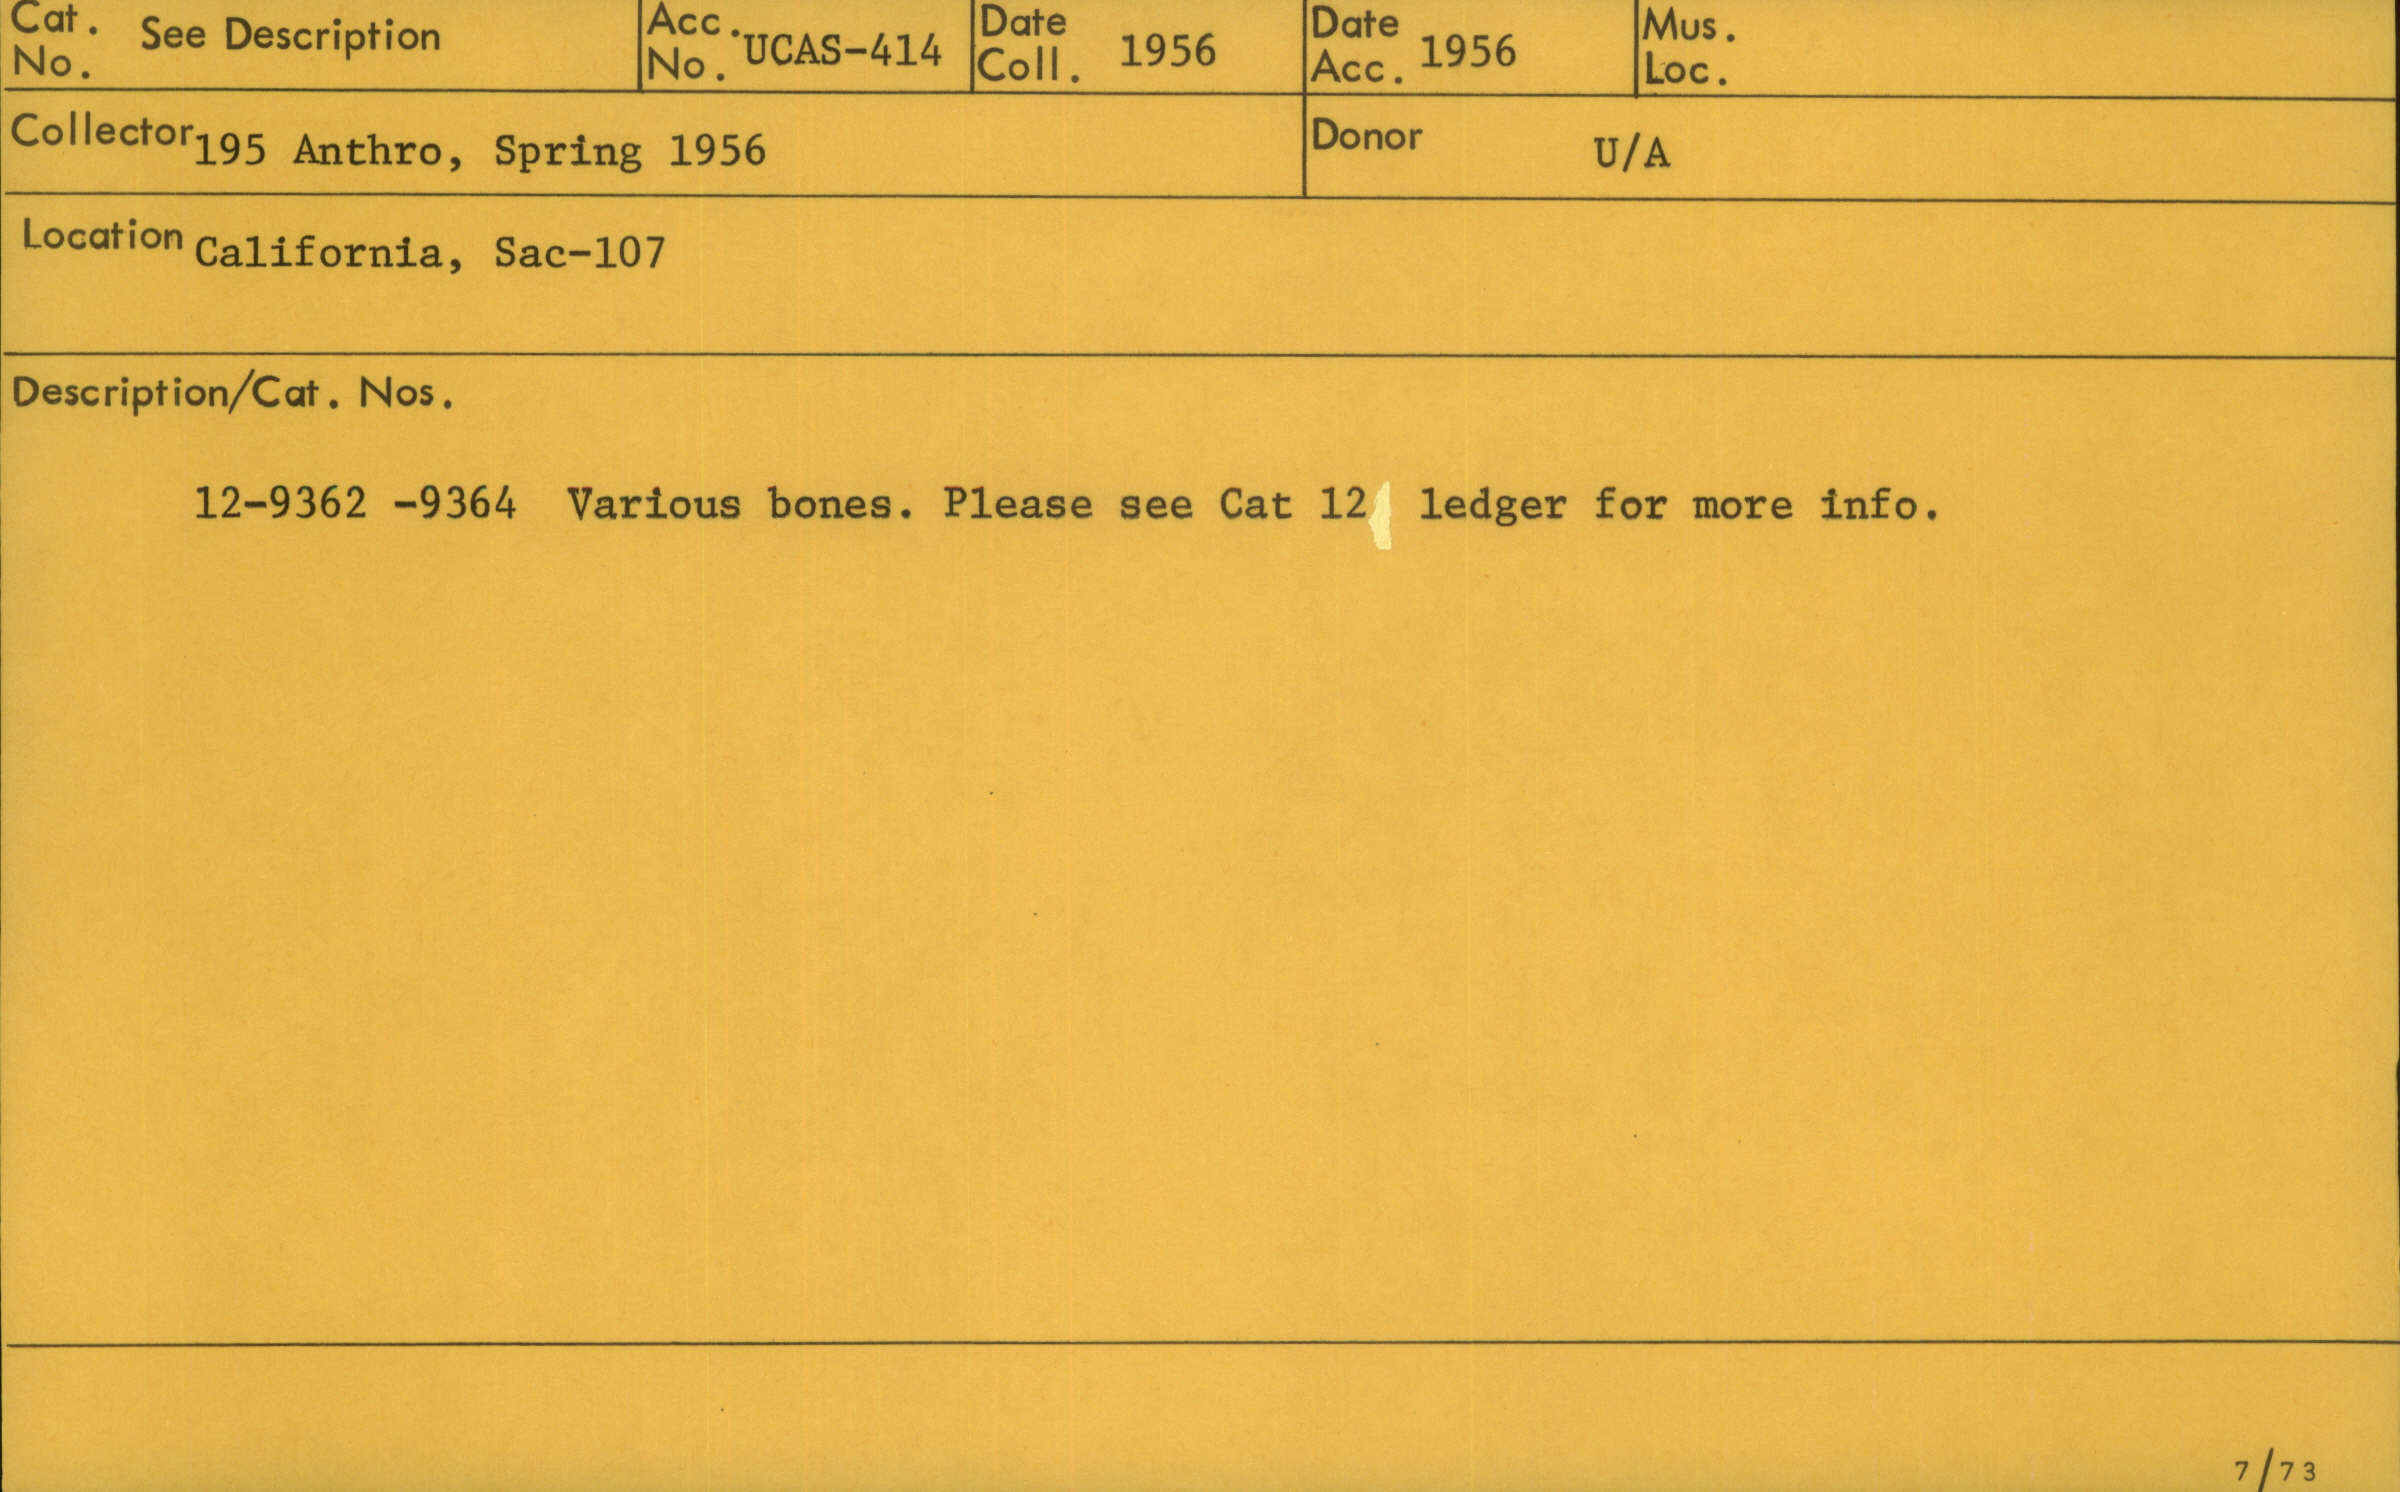 Cat. No. See Description
Acc. No. UCAS-414
Date Coll. 1956
Date Acc. 1956
Mus. Loc.
Collector 195 Anthro, Spring 1956
Donor U/A
Location California, Sac-107
Description/Cat. Nos.
12-9362 -9364 Various bones. Please see Cat 12 ledger for more info.
7/73